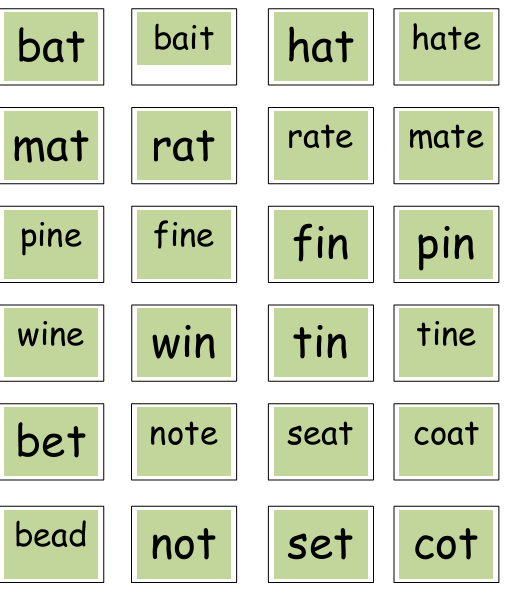 bat bait hat hate
mat rat rate mate
pine fine fin pin
wine win tin tine
bet note seat coat
bead not set cot